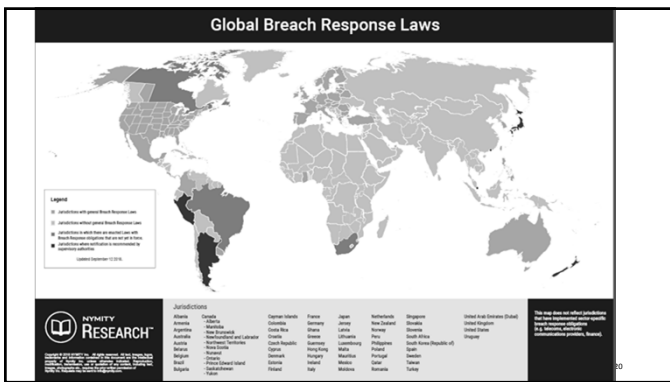 Global Breach Response Laws
Legend
Jurisdictions with general Breach Response Laws
Jurisdictions without general Breach Response Laws
Jurisdictions in which there are enacted Laws with
Breach Response obligations that are not yet in force.
Jurisdictions where notification is recommended by
supervisory authorities
Updated September 12 2018.
NYMITY
RESEARCH™
Jurisdictions
Albania
Armenia
Argentina
Australia
Austria
Belarus
Belgium
Brazil
Bulgaria
Canada
- Alberta
- Manitoba
- New Brunswick
- Newfoundland and Labrador
- Northwest Territories
- Nova Scotia
- Nunavut
- Ontario
- Prince Edward Island
- Saskatchewan
- Yukon
Cayman Islands
Colombia
Costa Rica
Croatia
Czech Republic
Cyprus
Denmark
Estonia
Finland
France
Germany
Ghana
Greece
Guernsey
Hong Kong
Hungary
Ireland
Italy
Japan
Jersey
Latvia
Lithuania
Luxembourg
Malta
Mauritius
Mexico
Moldova
Netherlands
New Zealand
Norway
Peru
Philippines
Poland
Portugal
Qatar
Romania
Singapore
Slovakia
Slovenia
South Africa
South Korea (Republic of)
Spain
Sweden
Taiwan
Turkey
United Arab Emirates (Dubai)
United Kingdom
United States
Uruguay
This map does not reflect jurisdictions
that have implemented sector-specific
breach response obligations
(e.g. telecoms, electronic
communications providers, finance).
20